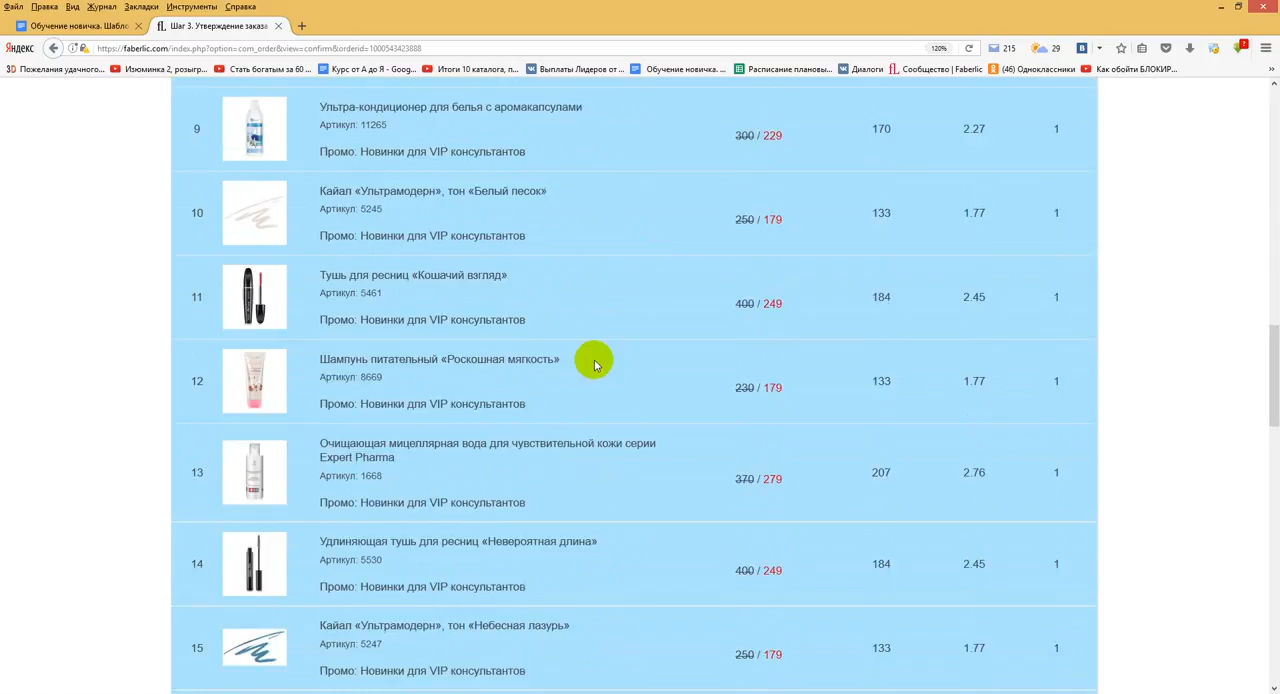 Файл Правка Вид Журнал Закладки Инструменты Справка
Обучение новичка. Шабло
fL Шаг 3. Утверждение заказа
Яндекс
https://faberlic.com/index.php?option=com_order&view=confirm&orderid=1000543423888
120%
215
29
B
7
3D Пожелания удачного...
Изюминка 2, розыгр...
Стать богатым за 60 ...
Курс от А до Я - Goog...
Итоги 10 каталога, п...
Выплаты Лидеров от ...
Обучение новичка. ...
Расписание плановы...
Диалоги
fL Сообщество | Faberlic
(46) Одноклассники
Как обойти БЛОКИР...
9
Ультра-кондиционер для белья с аромакапсулами
Артикул: 11265
Промо: Новинки для VIP консультантов
300 / 229
170
2.27
1
10
Кайал «Ультрамодерн», тон «Белый песок»
Артикул: 5245
Промо: Новинки для VIP консультантов
250 / 179
133
1.77
1
11
Тушь для ресниц «Кошачий взгляд»
Артикул: 5461
Промо: Новинки для VIP консультантов
400 / 249
184
2.45
1
12
Шампунь питательный «Роскошная мягкость»
Артикул: 8669
Промо: Новинки для VIP консультантов
230 / 179
133
1.77
1
13
Очищающая мицеллярная вода для чувствительной кожи серии
Expert Pharma
Артикул: 1668
Промо: Новинки для VIP консультантов
370 / 279
207
2.76
1
14
Удлиняющая тушь для ресниц «Невероятная длина»
Артикул: 5530
Промо: Новинки для VIP консультантов
400 / 249
184
2.45
1
15
Кайал «Ультрамодерн», тон «Небесная лазурь»
Артикул: 5247
Промо: Новинки для VIP консультантов
250 / 179
133
1.77
1